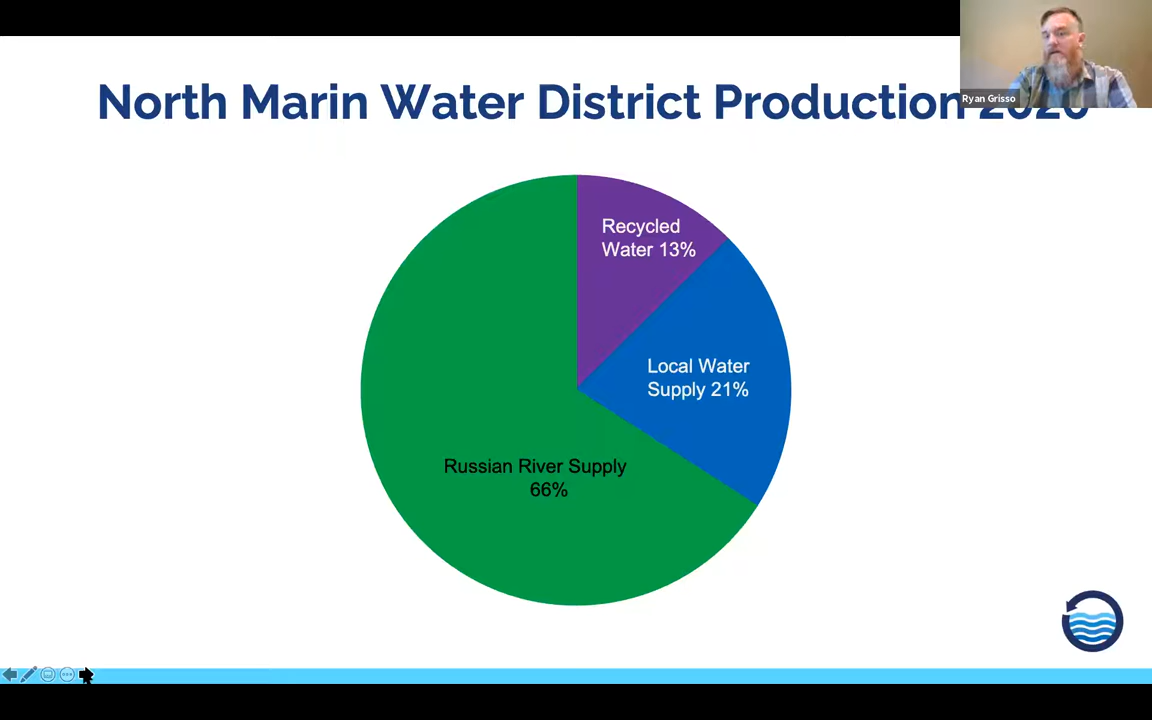 North Marin Water District Production 2020
Ryan Grisso
Recycled
Water 13%
Local Water
Supply 21%
Russian River Supply
66%